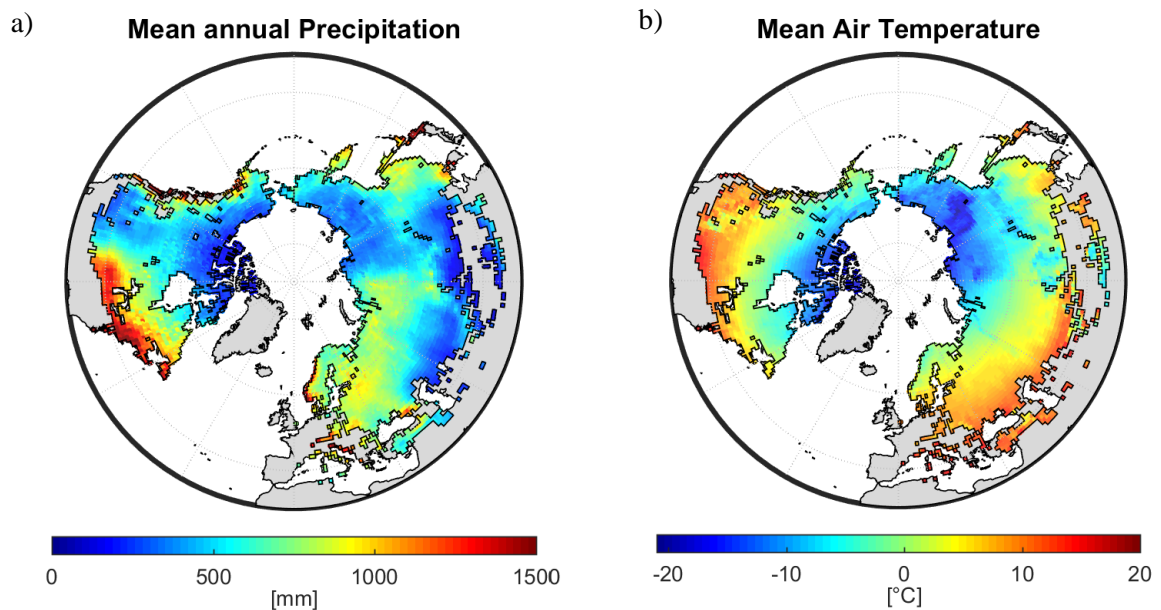 a)
Mean annual Precipitation
0 500 1000 1500
[mm]
b)
Mean Air Temperature
-20 -10 0 10 20
[°C]